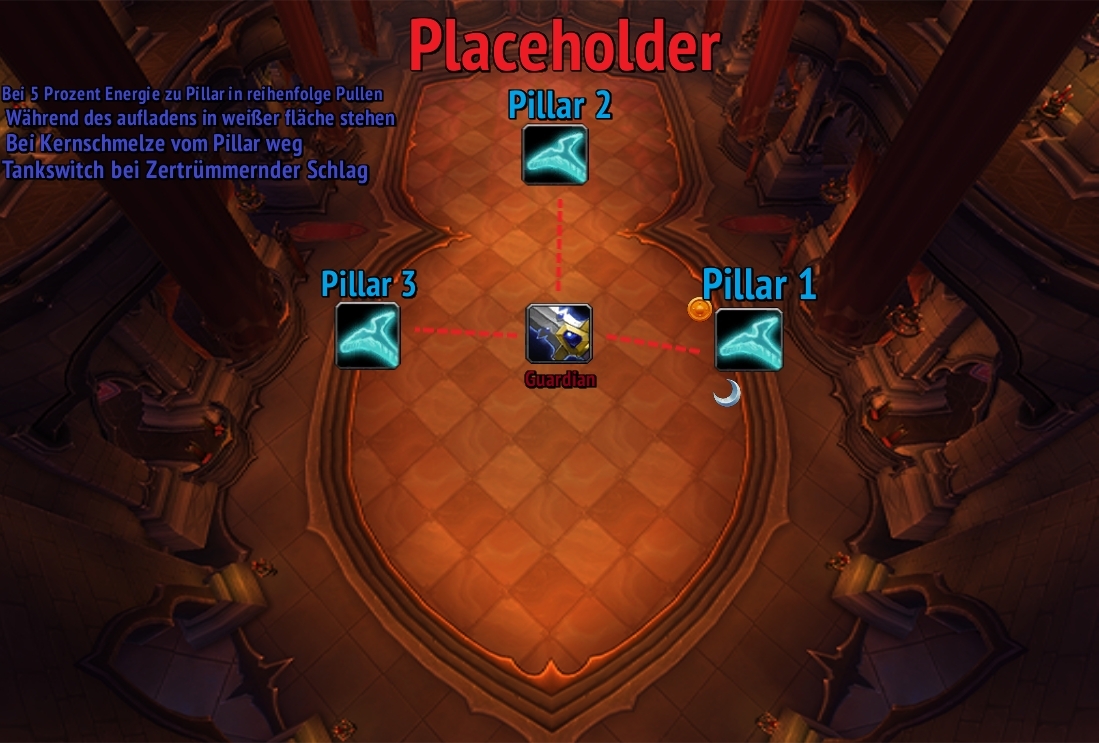 Placeholder
Bei 5 Prozent Energie zu Pillar in reihenfolge Pullen
Während des aufladens in weißer fläche stehen
Bei Kernschmelze vom Pillar weg
Tankswitch bei Zertrümmernder Schlag
Pillar 2
Pillar 3
Pillar 1
Guardian